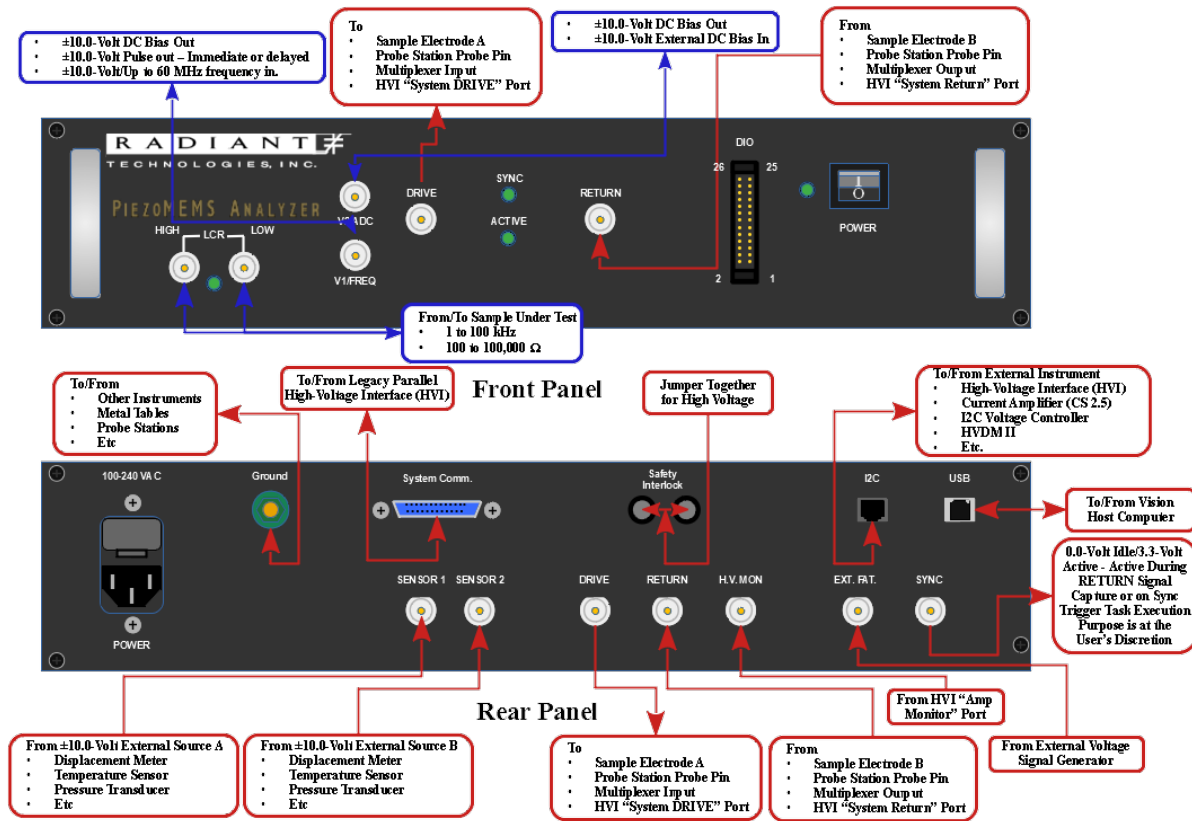 • ±10.0-Volt DC Bias Out
• ±10.0-Volt Pulse out – Immediate or delayed
• ±10.0-Volt/Up to 60 MHz frequency in.
To
• Sample Electrode A
• Probe Station Probe Pin
• Multiplexer Input
• HVI “System DRIVE” Port
• ±10.0-Volt DC Bias Out
• ±10.0-Volt External DC Bias In
From
• Sample Electrode B
• Probe Station Probe Pin
• Multiplexer Output
• HVI “System Return” Port
RADIANT
TECHNOLOGIES, INC.
PIEZOMEMS ANALYZER
HIGH
LCR
LOW
ADC
V1/FREQ
DRIVE
SYNC
ACTIVE
RETURN
DIO
26 25
2 1
POWER
From/To Sample Under Test
• 1 to 100 kHz
• 100 to 100,000 Ω
Front Panel
To/From
• Other Instruments
• Metal Tables
• Probe Stations
• Etc
To/From Legacy Parallel
High-Voltage Interface (HVI)
Jumper Together
for High Voltage
To/From External Instrument
• High-Voltage Interface (HVI)
• Current Amplifier (CS 2.5)
• I2C Voltage Controller
• HVDM II
• Etc.
100-240 VAC
POWER
Ground
System Comm.
Safety
Interlock
I2C
USB
To/From Vision
Host Computer
SENSOR 1
SENSOR 2
DRIVE
RETURN
H.V. MON
EXT. FAT.
SYNC
0.0-Volt Idle/3.3-Volt
Active - Active During
RETURN Signal
Capture or on Sync
Trigger Task Execution
Purpose is at the
User's Discretion
Rear Panel
From HVI “Amp
Monitor” Port
From ±10.0-Volt External Source A
• Displacement Meter
• Temperature Sensor
• Pressure Transducer
• Etc
From ±10.0-Volt External Source B
• Displacement Meter
• Temperature Sensor
• Pressure Transducer
• Etc
To
• Sample Electrode A
• Probe Station Probe Pin
• Multiplexer Input
• HVI “System DRIVE” Port
From
• Sample Electrode B
• Probe Station Probe Pin
• Multiplexer Ouput
• HVI “System Return” Port
From External Voltage
Signal Generator